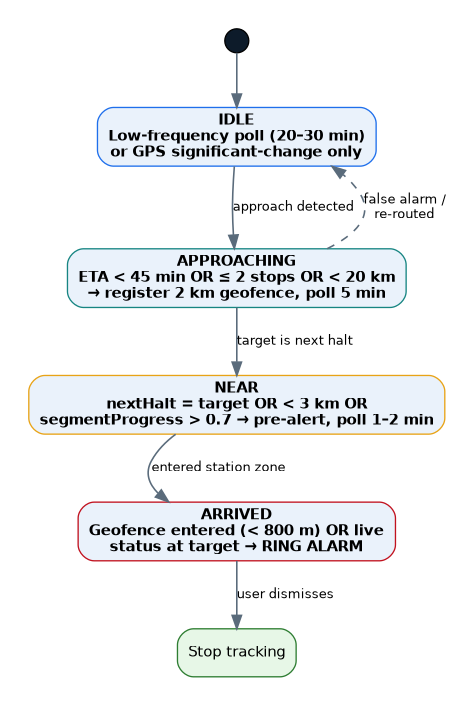 IDLE
Low-frequency poll (20–30 min)
or GPS significant-change only
approach detected
false alarm /
re-routed
APPROACHING
ETA < 45 min OR ≤ 2 stops OR < 20 km
→ register 2 km geofence, poll 5 min
target is next halt
NEAR
nextHalt = target OR < 3 km OR
segmentProgress > 0.7 → pre-alert, poll 1–2 min
entered station zone
ARRIVED
Geofence entered (< 800 m) OR live
status at target → RING ALARM
user dismisses
Stop tracking